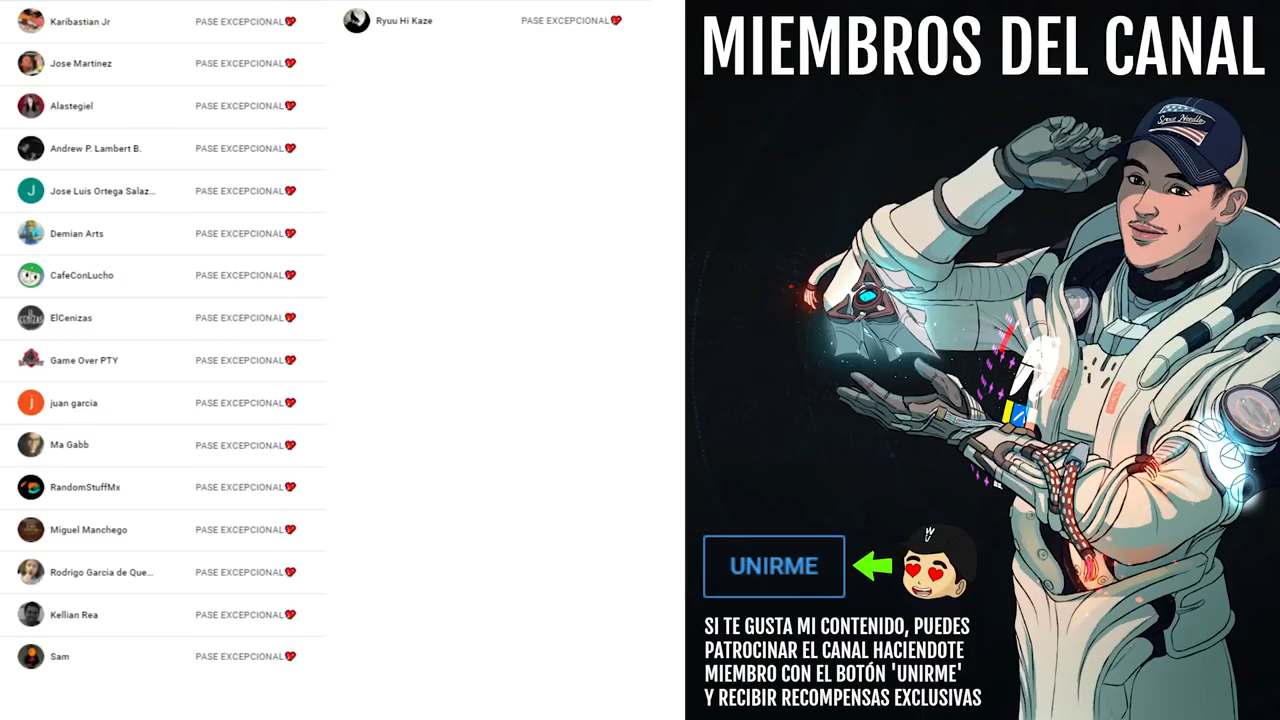 Karibastian Jr PASE EXCEPCIONAL
Jose Martinez PASE EXCEPCIONAL
Alastegiel PASE EXCEPCIONAL
Andrew P. Lambert B. PASE EXCEPCIONAL
J Jose Luis Ortega Salaz... PASE EXCEPCIONAL
Demian Arts PASE EXCEPCIONAL
CafeConLucho PASE EXCEPCIONAL
ElCenizas PASE EXCEPCIONAL
Game Over PTY PASE EXCEPCIONAL
j juan garcia PASE EXCEPCIONAL
Ma Gabb PASE EXCEPCIONAL
RandomStuffMx PASE EXCEPCIONAL
Miguel Manchego PASE EXCEPCIONAL
Rodrigo Garcia de Que... PASE EXCEPCIONAL
Kellian Rea PASE EXCEPCIONAL
Sam PASE EXCEPCIONAL
Ryuu Hi Kaze PASE EXCEPCIONAL
MIEMBROS DEL CANAL
Space Needle
UNIRME
SI TE GUSTA MI CONTENIDO, PUEDES
PATROCINAR EL CANAL HACIENDOTE
MIEMBRO CON EL BOTÓN 'UNIRME'
Y RECIBIR RECOMPENSAS EXCLUSIVAS